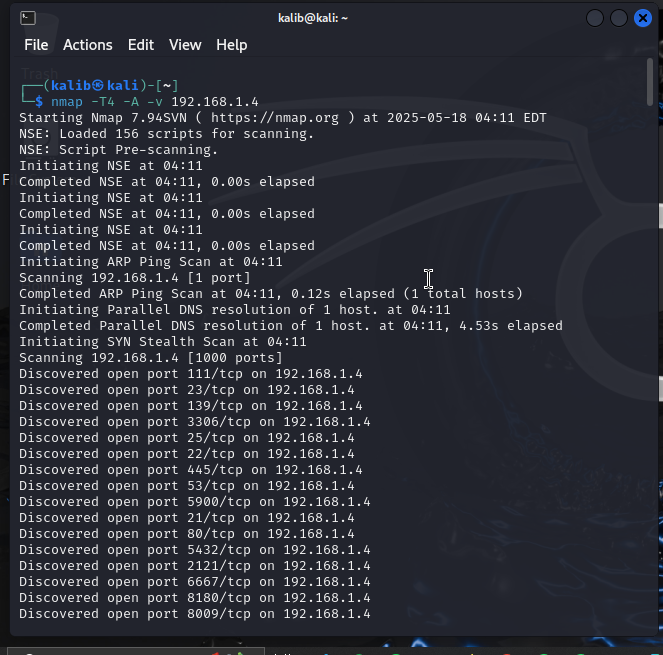 kalib@kali: ~
File Actions Edit View Help
Trash
┌──(kalib㉿kali)-[~]
└─$ nmap -T4 -A -v 192.168.1.4
Starting Nmap 7.94SVN ( https://nmap.org ) at 2025-05-18 04:11 EDT
NSE: Loaded 156 scripts for scanning.
NSE: Script Pre-scanning.
Initiating NSE at 04:11
Completed NSE at 04:11, 0.00s elapsed
Initiating NSE at 04:11
Completed NSE at 04:11, 0.00s elapsed
Initiating NSE at 04:11
Completed NSE at 04:11, 0.00s elapsed
Initiating ARP Ping Scan at 04:11
Scanning 192.168.1.4 [1 port]
Completed ARP Ping Scan at 04:11, 0.12s elapsed (1 total hosts)
Initiating Parallel DNS resolution of 1 host. at 04:11
Completed Parallel DNS resolution of 1 host. at 04:11, 4.53s elapsed
Initiating SYN Stealth Scan at 04:11
Scanning 192.168.1.4 [1000 ports]
Discovered open port 111/tcp on 192.168.1.4
Discovered open port 23/tcp on 192.168.1.4
Discovered open port 139/tcp on 192.168.1.4
Discovered open port 3306/tcp on 192.168.1.4
Discovered open port 25/tcp on 192.168.1.4
Discovered open port 22/tcp on 192.168.1.4
Discovered open port 445/tcp on 192.168.1.4
Discovered open port 53/tcp on 192.168.1.4
Discovered open port 5900/tcp on 192.168.1.4
Discovered open port 21/tcp on 192.168.1.4
Discovered open port 80/tcp on 192.168.1.4
Discovered open port 5432/tcp on 192.168.1.4
Discovered open port 2121/tcp on 192.168.1.4
Discovered open port 6667/tcp on 192.168.1.4
Discovered open port 8180/tcp on 192.168.1.4
Discovered open port 8009/tcp on 192.168.1.4